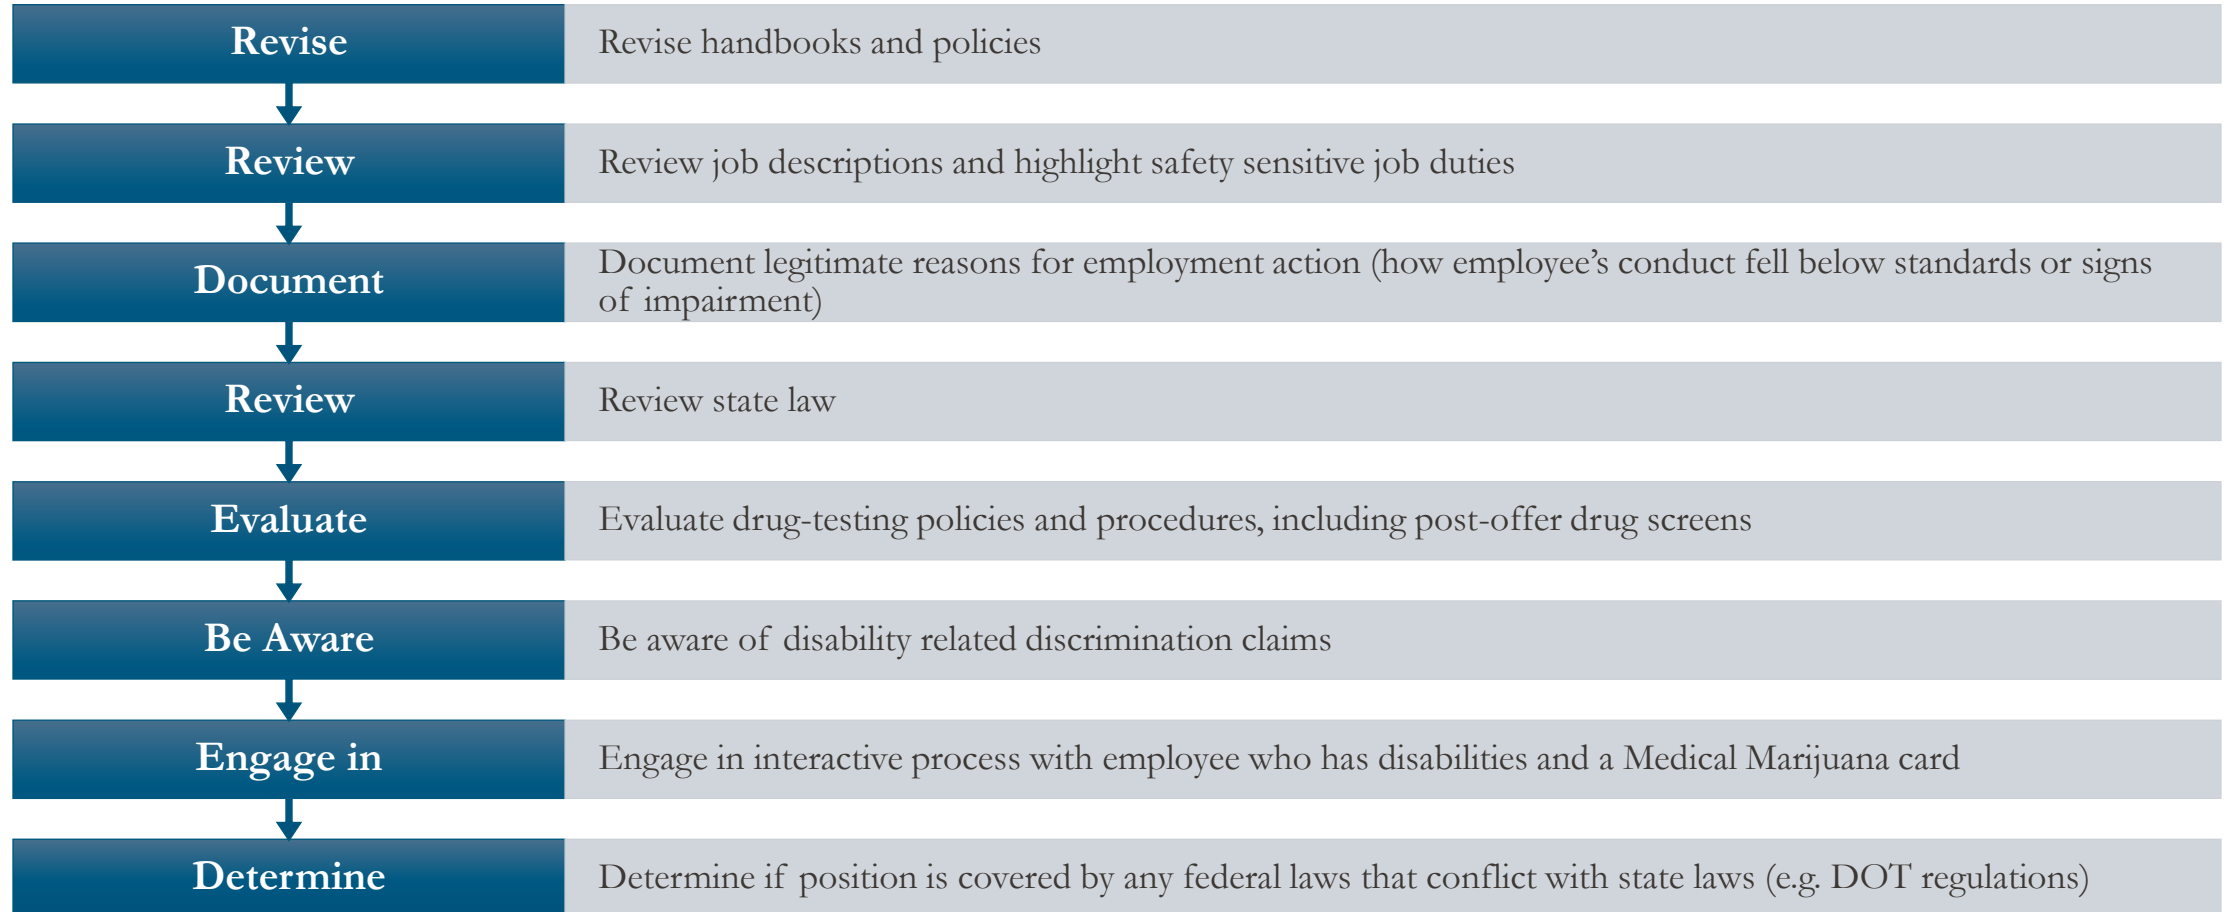 Revise
Revise handbooks and policies
Review
Review job descriptions and highlight safety sensitive job duties
Document
Document legitimate reasons for employment action (how employee’s conduct fell below standards or signs
of impairment)
Review
Review state law
Evaluate
Evaluate drug-testing policies and procedures, including post-offer drug screens
Be Aware
Be aware of disability related discrimination claims
Engage in
Engage in interactive process with employee who has disabilities and a Medical Marijuana card
Determine
Determine if position is covered by any federal laws that conflict with state laws (e.g. DOT regulations)